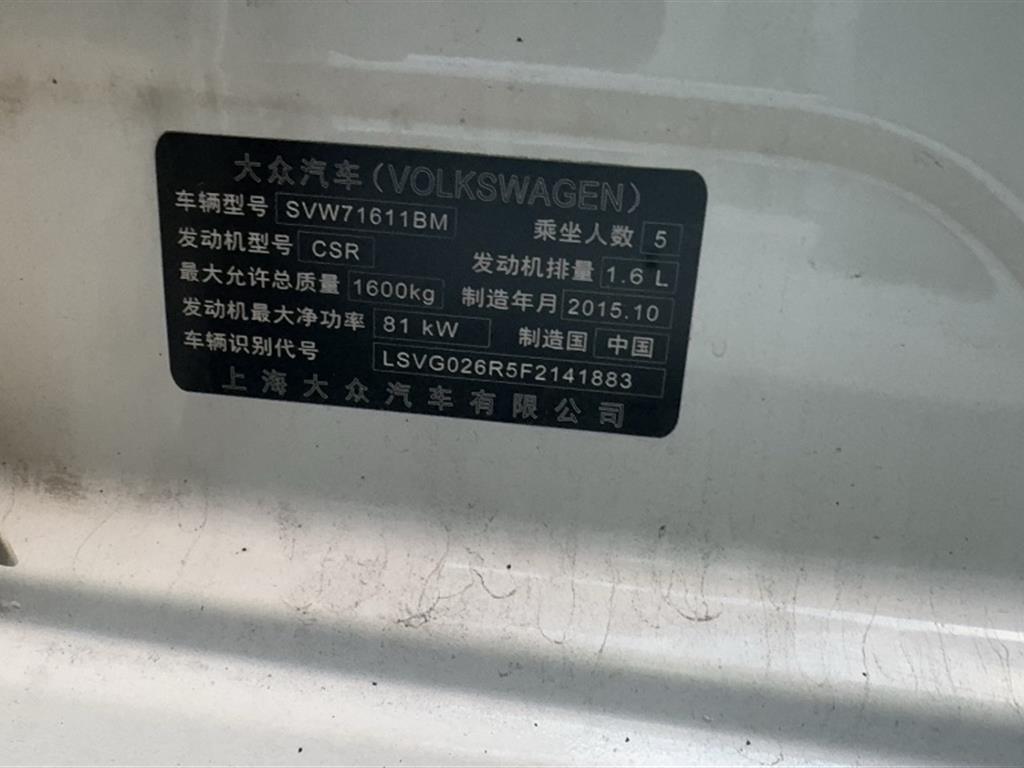 大众汽车(VOLKSWAGEN)
车辆型号 SVW71611BM 乘坐人数 5
发动机型号 CSR 发动机排量 1.6 L
最大允许总质量 1600kg 制造年月 2015.10
发动机最大净功率 81 kW 制造国 中国
车辆识别代号 LSVG026R5F2141883
上海大众汽车有限公司